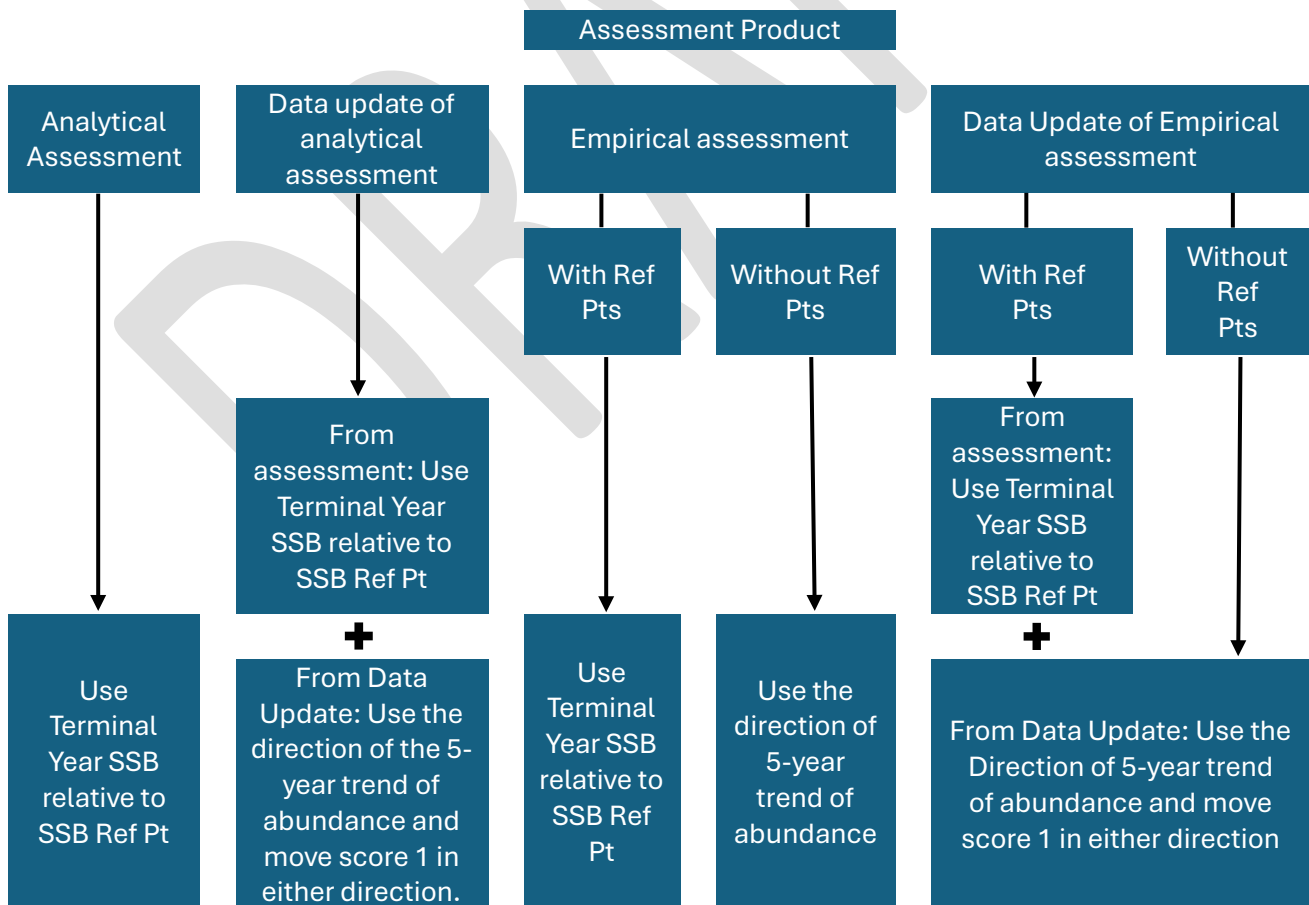 Assessment Product
Analytical
Assessment
Data update of
analytical
assessment
Empirical assessment
Data Update of Empirical
assessment
With Ref
Pts
Without Ref
Pts
With Ref
Pts
Without
Ref
Pts
From
assessment: Use
Terminal Year
SSB relative to
SSB Ref Pt
From
assessment:
Use Terminal
Year SSB
relative to
SSB Ref Pt
Use
Terminal
Year SSB
relative to
SSB Ref Pt
From Data
Update: Use the
direction of the 5-
year trend of
abundance and
move score 1 in
either direction.
Use
Terminal
Year SSB
relative to
SSB Ref
Pt
Use the
direction of
5-year
trend of
abundance
From Data Update: Use the
Direction of 5-year trend
of abundance and move
score 1 in either direction